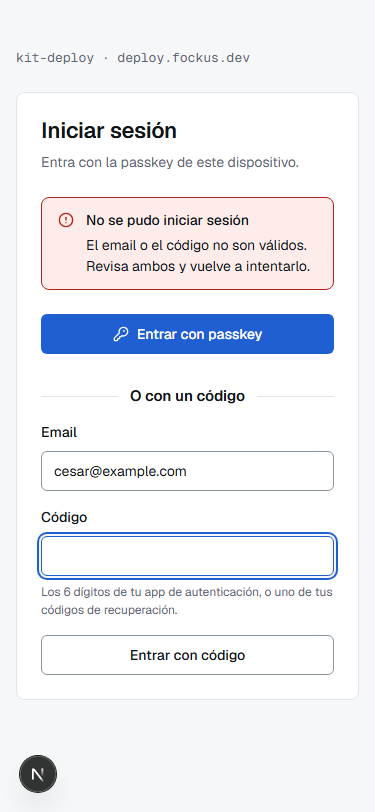 kit-deploy · deploy.fockus.dev
Iniciar sesión
Entra con la passkey de este dispositivo.
No se pudo iniciar sesión
El email o el código no son válidos.
Revisa ambos y vuelve a intentarlo.
Entrar con passkey
O con un código
Email
cesar@example.com
Código
Los 6 dígitos de tu app de autenticación, o uno de tus
códigos de recuperación.
Entrar con código
N